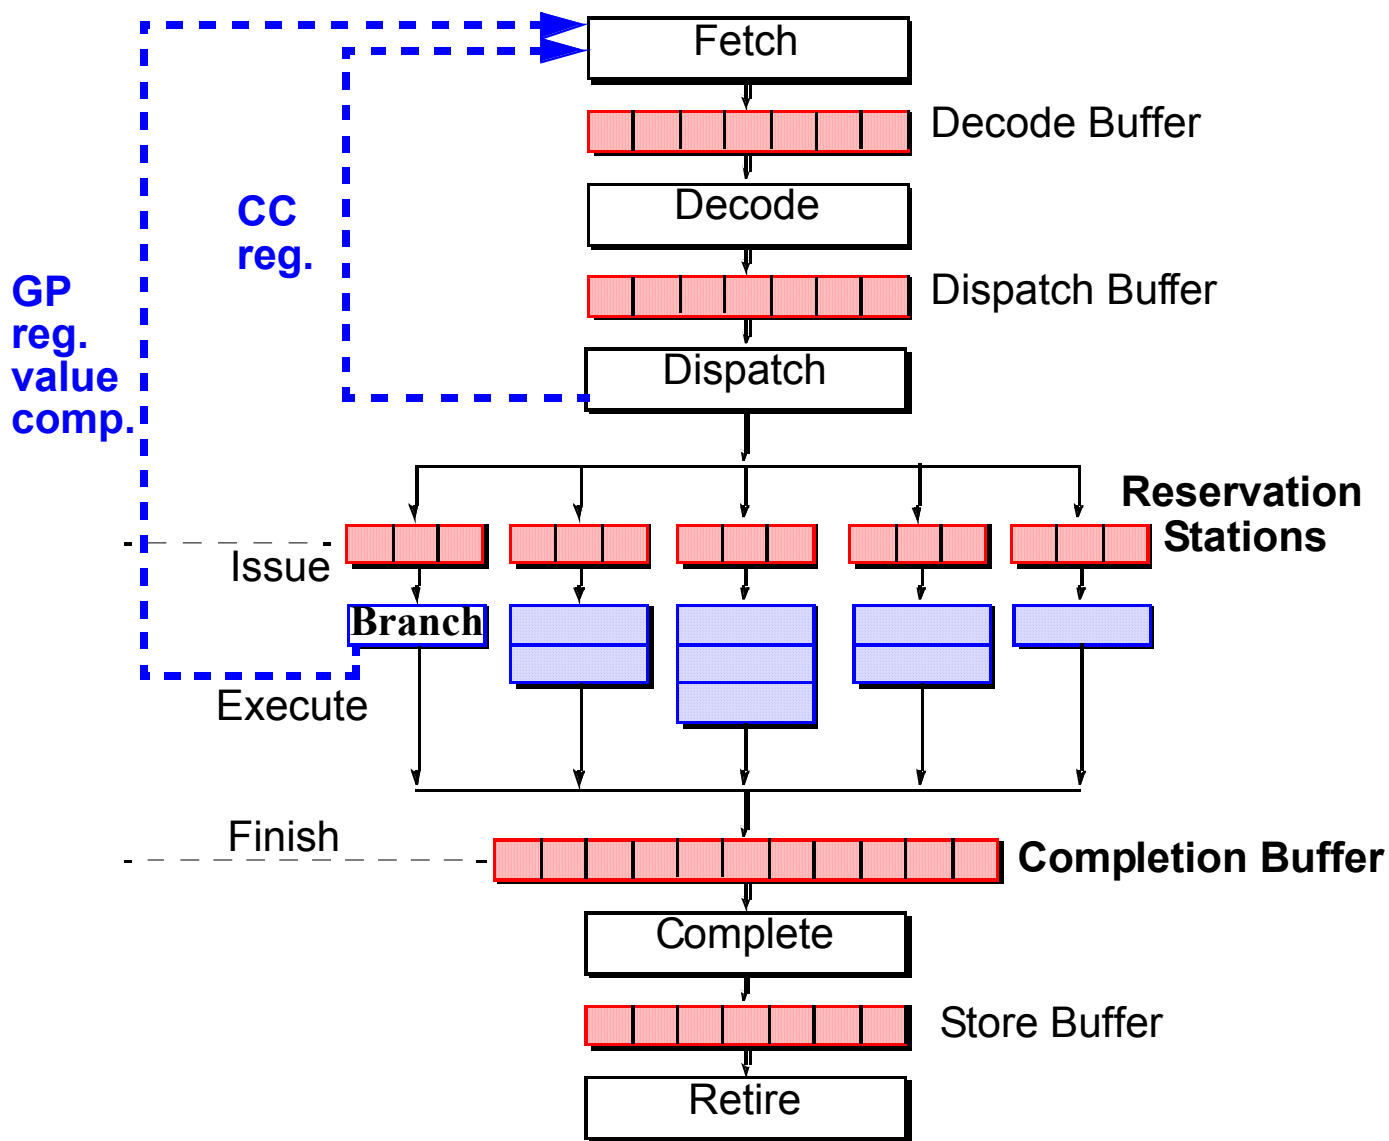 Fetch
Decode Buffer
CC
reg.
Decode
GP
reg.
value
comp.
Dispatch Buffer
Dispatch
Reservation
Stations
Issue
Branch
Execute
Finish
Completion Buffer
Complete
Store Buffer
Retire